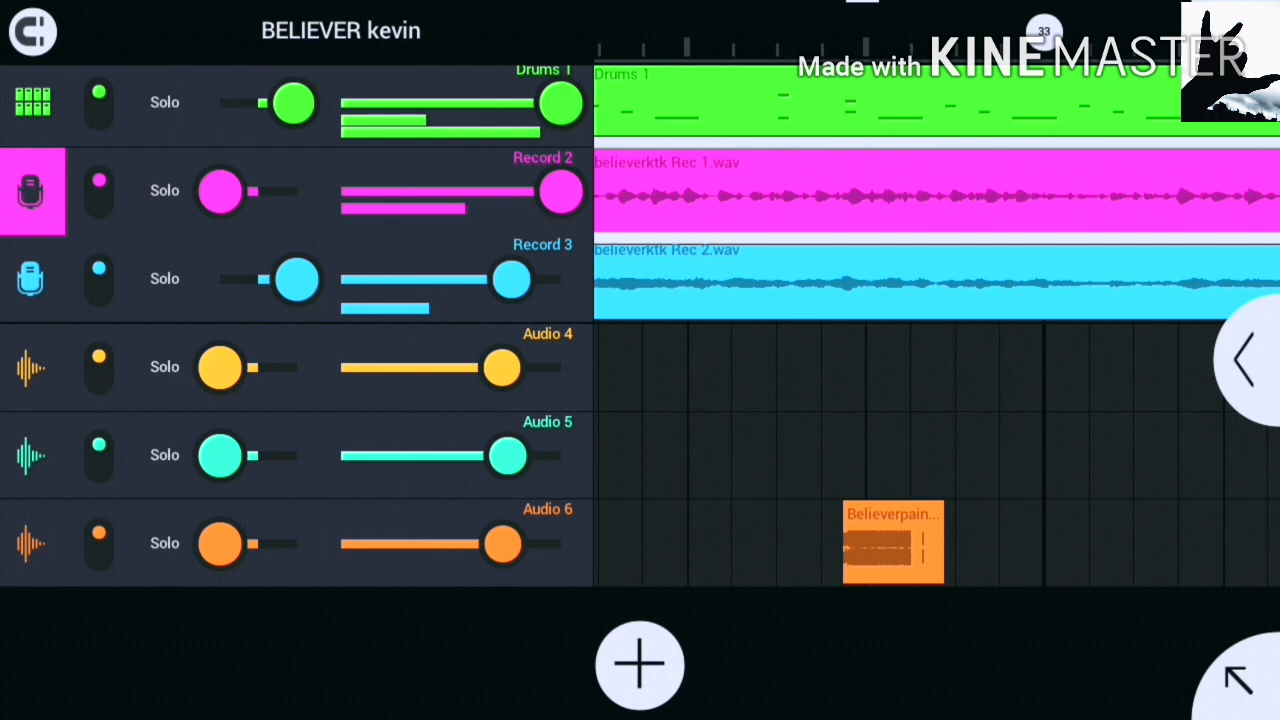 BELIEVER kevin
33
Made with KINEMASTER
Drums 1
Solo
Drums 1
Record 2
Solo
believerktk Rec 1.wav
Record 3
Solo
believerktk Rec 2.wav
Audio 4
Solo
Audio 5
Solo
Audio 6
Solo
Believerpain...